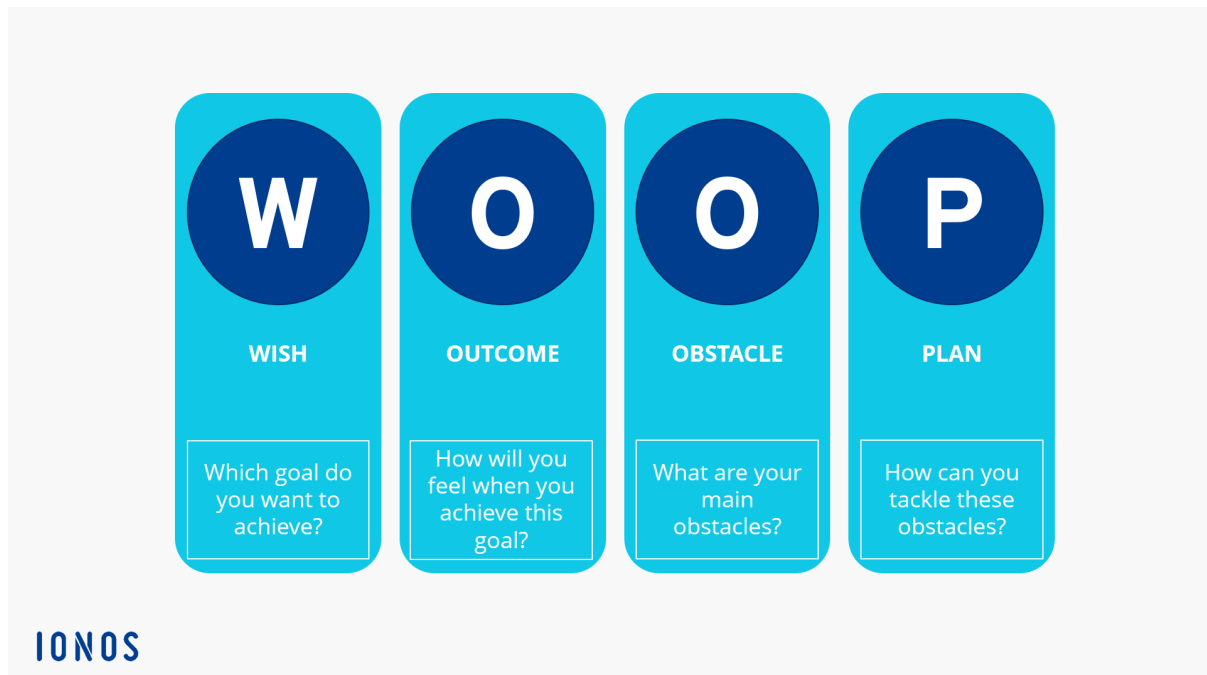 W
WISH
Which goal do
you want to
achieve?
O
OUTCOME
How will you
feel when you
achieve this
goal?
O
OBSTACLE
What are your
main
obstacles?
P
PLAN
How can you
tackle these
obstacles?
IONOS